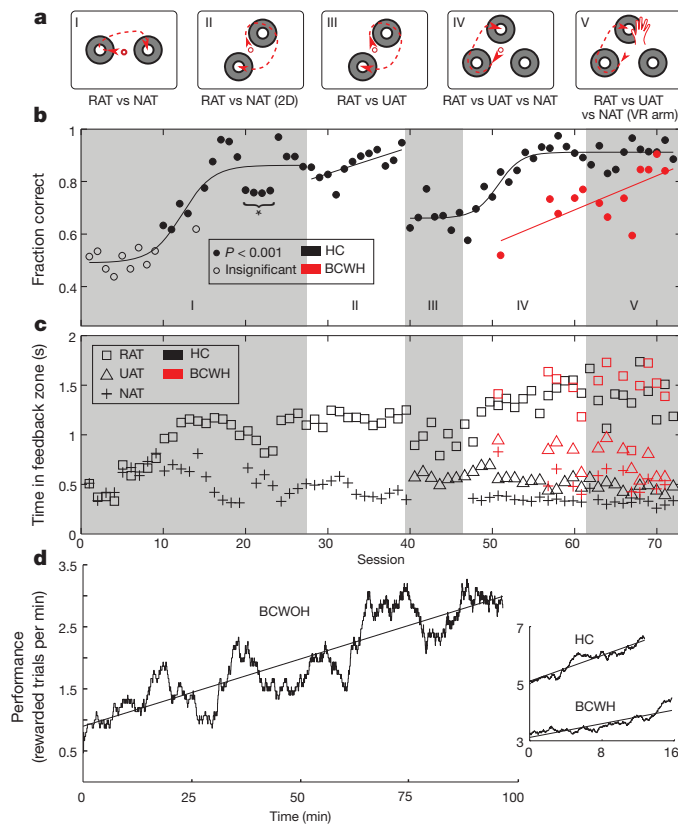 a
I
II
III
IV
V
RAT vs NAT
RAT vs NAT (2D)
RAT vs UAT
RAT vs UAT vs NAT
RAT vs UAT
vs NAT (VR arm)
b
Fraction correct
1
0.8
0.6
0.4
*
P < 0.001
Insignificant
HC
BCWH
I
II
III
IV
V
c
Time in feedback zone (s)
2
1.5
1
0.5
0
RAT
UAT
NAT
HC
BCWH
0
10
20
30
40
50
60
70
Session
d
Performance
(rewarded trials per min)
3.5
2.5
1.5
0.5
BCWOH
0
25
50
75
100
Time (min)
7
5
3
HC
BCWH
0
8
16
0
8
16